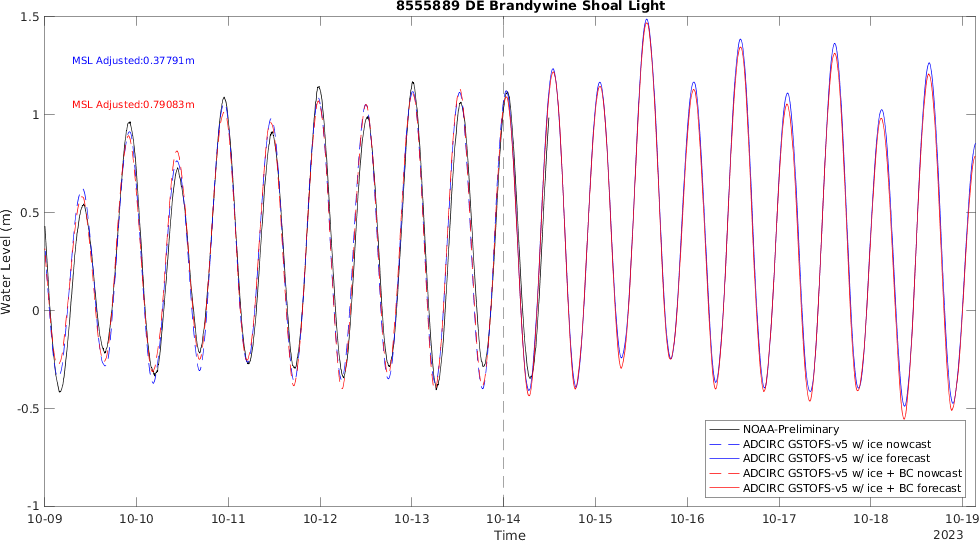 8555889 DE Brandywine Shoal Light
MSL Adjusted:0.37791m
MSL Adjusted:0.79083m
Water Level (m)
1.5
1
0.5
0
-0.5
-1
10-09 10-10 10-11 10-12 10-13 10-14 10-15 10-16 10-17 10-18 10-19
2023
Time
NOAA-Preliminary
ADCIRC GSTOFS-v5 w/ ice nowcast
ADCIRC GSTOFS-v5 w/ ice forecast
ADCIRC GSTOFS-v5 w/ ice + BC nowcast
ADCIRC GSTOFS-v5 w/ ice + BC forecast